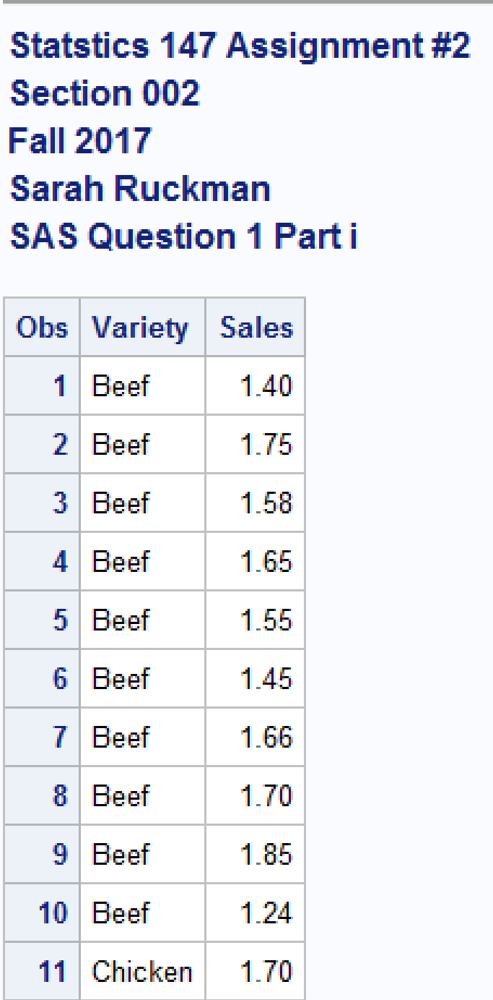 Statstics 147 Assignment #2
Section 002
Fall 2017
Sarah Ruckman
SAS Question 1 Part i
Obs Variety Sales
1 Beef 1.40
2 Beef 1.75
3 Beef 1.58
4 Beef 1.65
5 Beef 1.55
6 Beef 1.45
7 Beef 1.66
8 Beef 1.70
9 Beef 1.85
10 Beef 1.24
11 Chicken 1.70